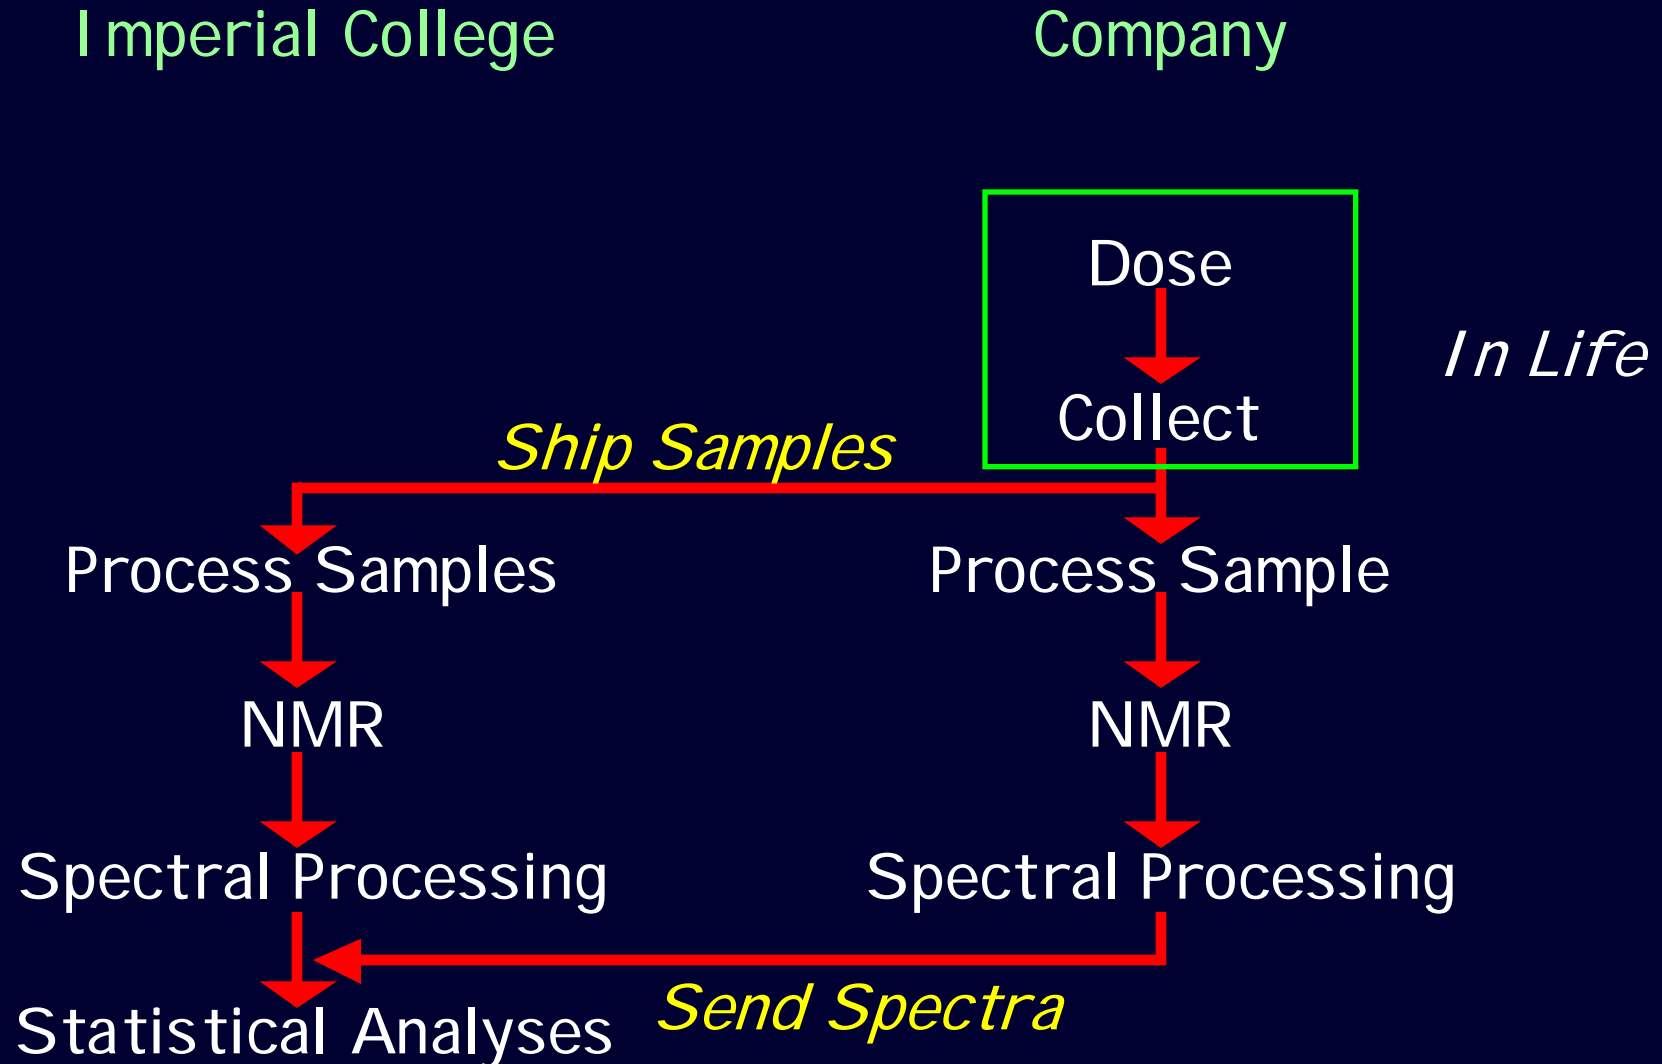 Imperial College
Company
Dose
In Life
Collect
Ship Samples
Process Samples
Process Sample
NMR
NMR
Spectral Processing
Spectral Processing
Send Spectra
Statistical Analyses